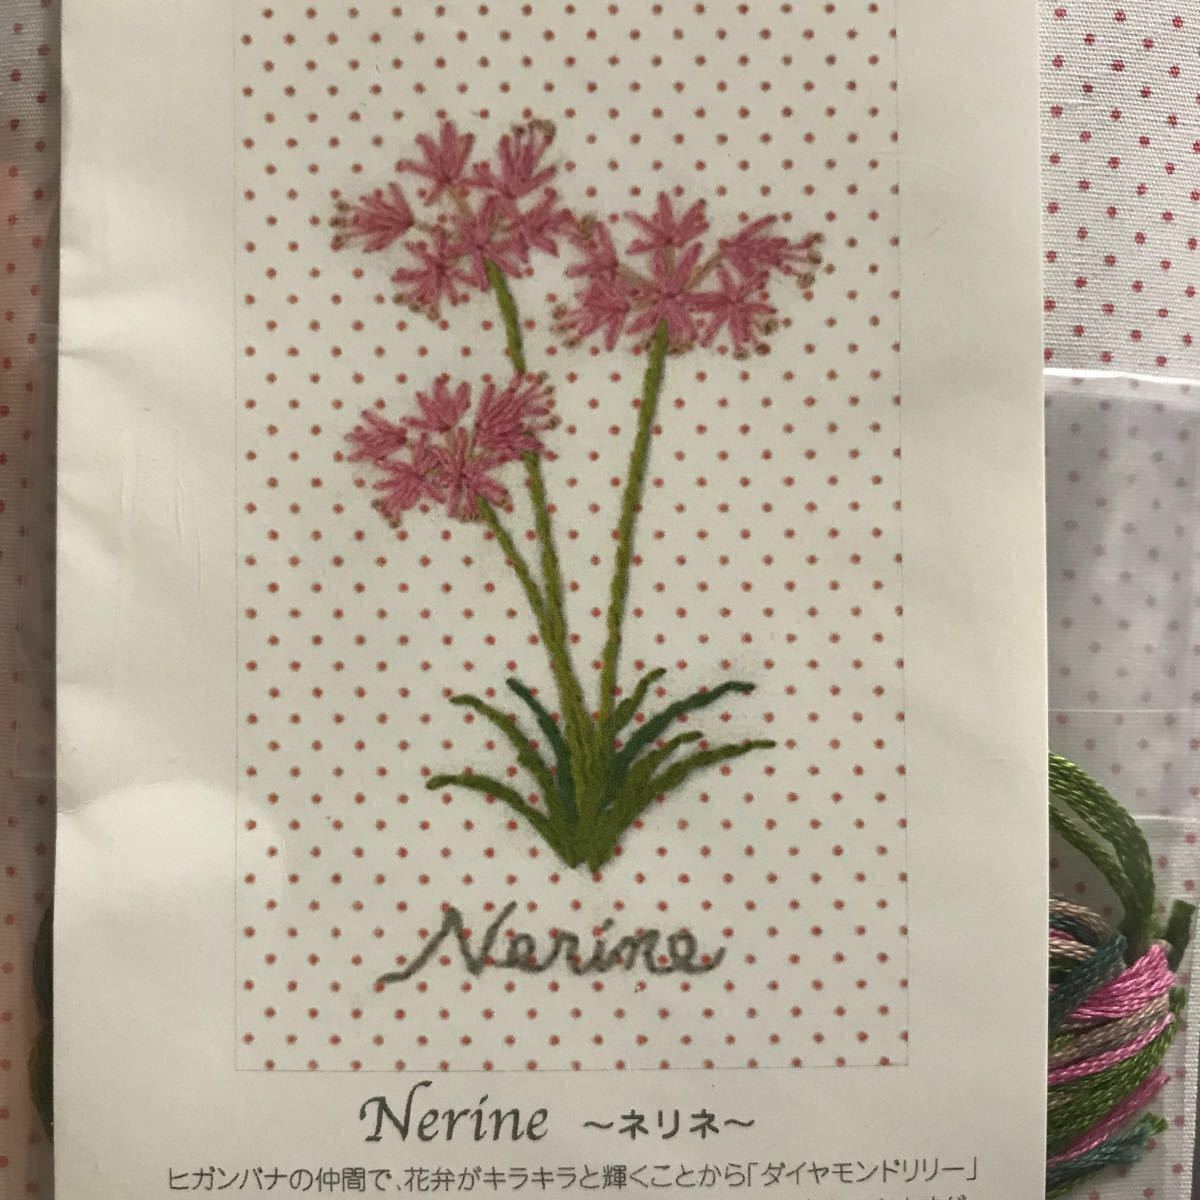 Nerine
Nerine ～ネリネ～
ヒガンバナの仲間で、花弁がキラキラと輝くことから「ダイヤモンドリリー」